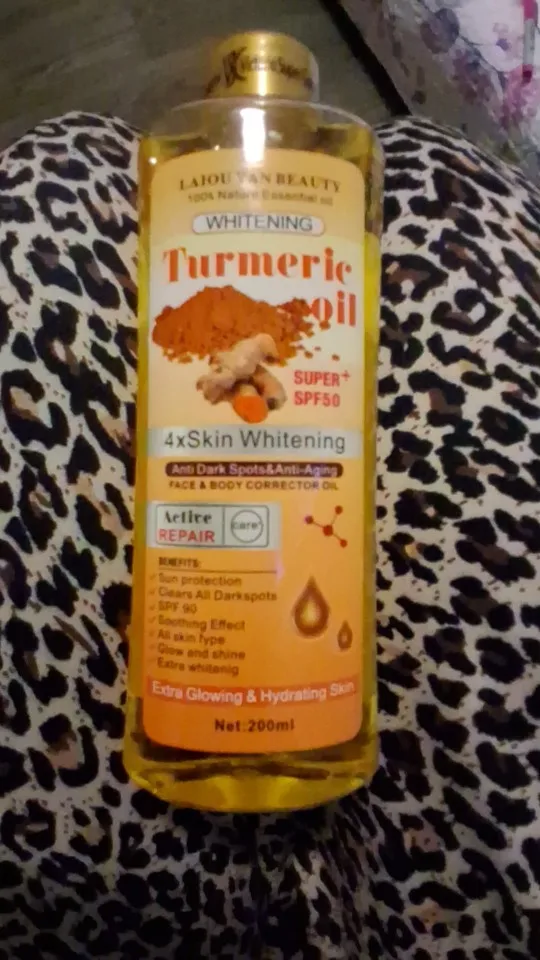 LAIOU YAN BEAUTY
100% Nature Essential oil
WHITENING
Turmeric
oil
SUPER+
SPF50
4xSkin Whitening
Anti Dark Spots&Anti-Aging
FACE & BODY CORRECTOR OIL
Active
REPAIR
care+
BENEFITS:
Sun protection
Clears All Darkspots
SPF 90
Soothing Effect
All skin type
Glow and shine
Extra whitenig
Extra Glowing & Hydrating Skin
Net:200ml